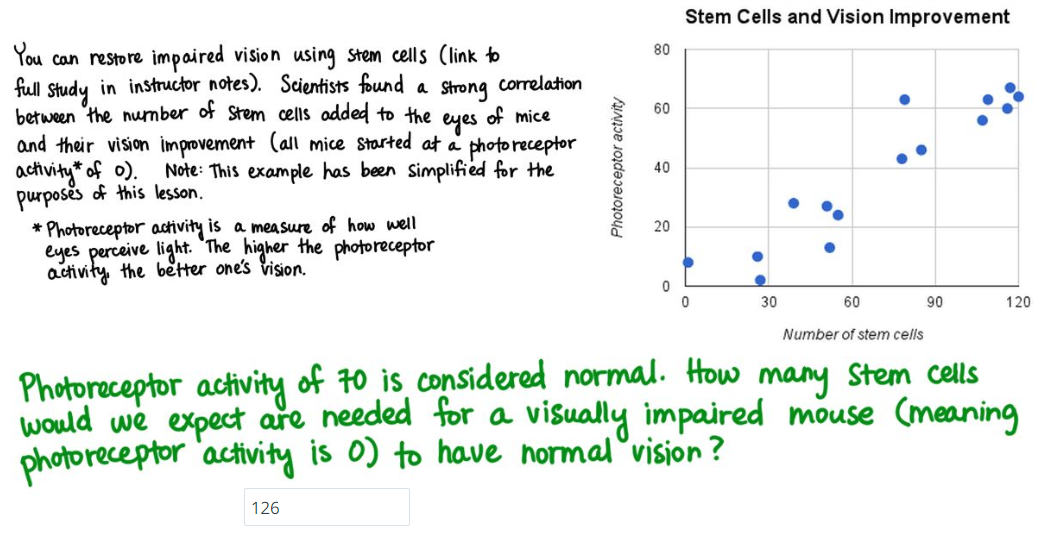 You can restore impaired vision using stem cells (link to
full study in instructor notes). Scientists found a strong correlation
between the number of stem cells added to the eyes of mice
and their vision improvement (all mice started at a photoreceptor
activity* of 0). Note: This example has been simplified for the
purposes of this lesson.
* Photoreceptor activity is a measure of how well
eyes perceive light. The higher the photoreceptor
activity, the better one's vision.
Stem Cells and Vision Improvement
Photoreceptor activity
80
60
40
20
0
0 30 60 90 120
Number of stem cells
Photoreceptor activity of 70 is considered normal. How many stem cells
would we expect are needed for a visually impaired mouse (meaning
photoreceptor activity is 0) to have normal vision?
126